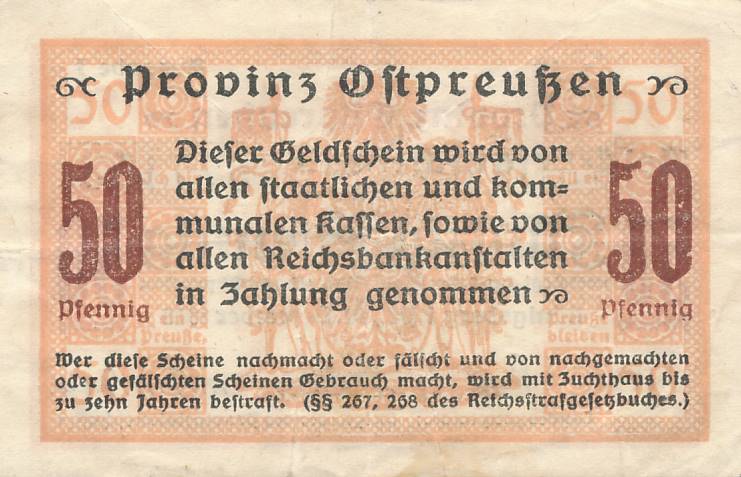 Provinz Ostpreußen
50 50
Dieser Geldschein wird von
allen staatlichen und kom=
munalen Kassen, sowie von
allen Reichsbankanstalten
in Zahlung genommen
50 Pfennig
50 Pfennig
Wer diese Scheine nachmacht oder fälscht und von nachgemachten
oder gefälschten Scheinen Gebrauch macht, wird mit Zuchthaus bis
zu zehn Jahren bestraft. (§§ 267, 268 des Reichsstrafgesetzbuches.)